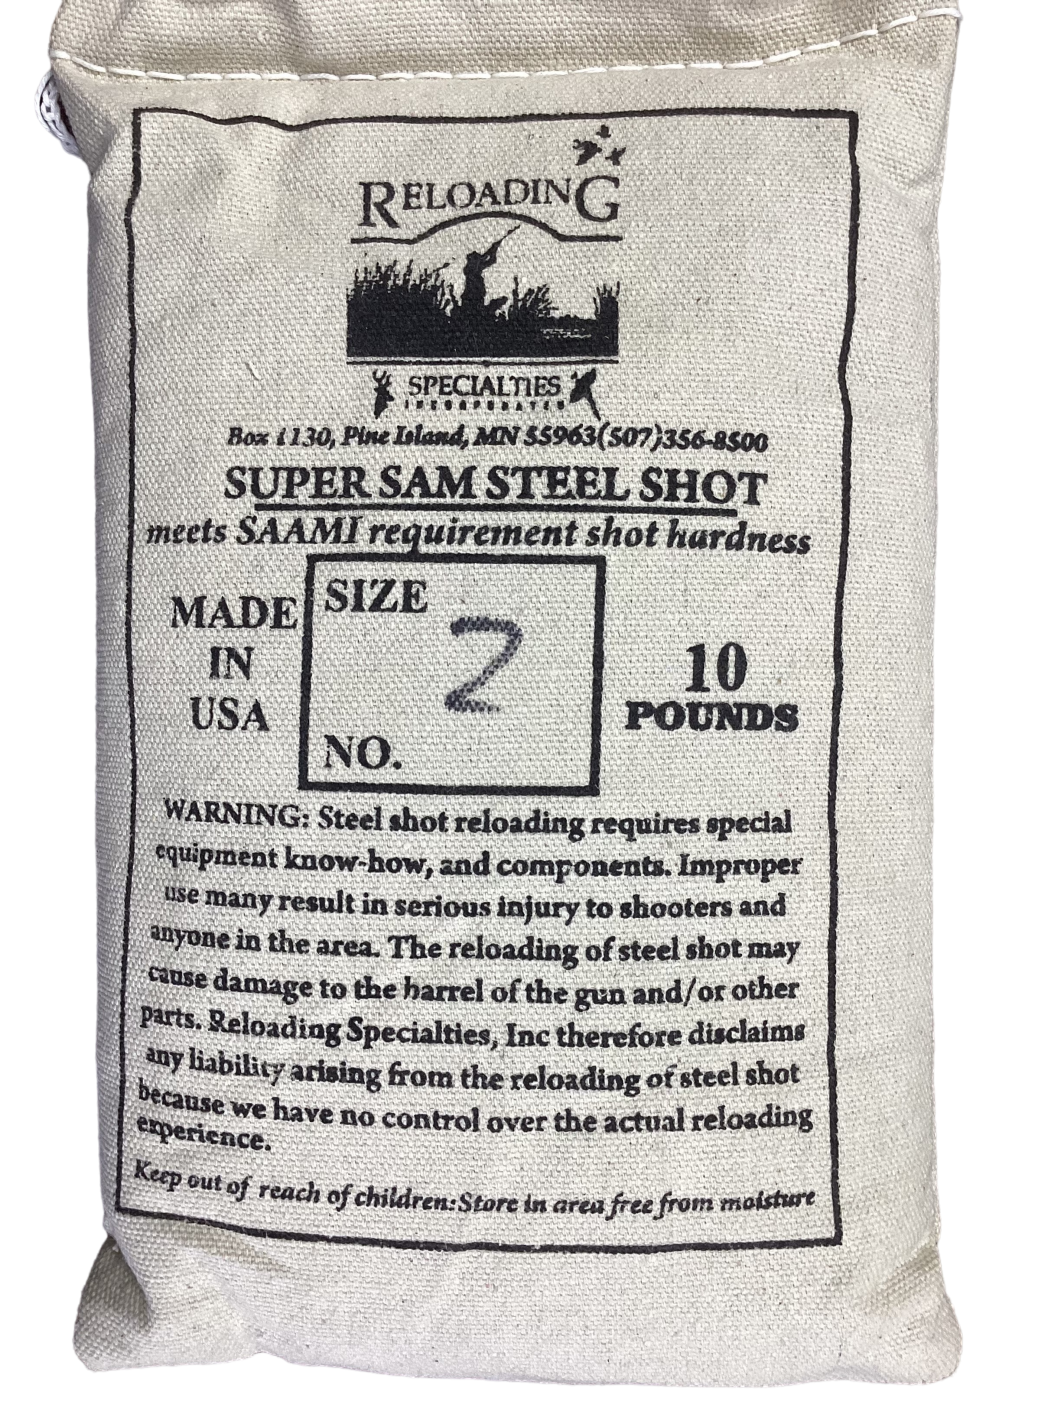 RELOADING
SPECIALTIES
INCORPORATED
Box 1130, Pine Island, MN 55963(507)356-8500
SUPER SAM STEEL SHOT
meets SAAMI requirement shot hardness
MADE
IN
USA
SIZE
2
NO.
10
POUNDS
WARNING: Steel shot reloading requires special
equipment know-how, and components. Improper
use many result in serious injury to shooters and
anyone in the area. The reloading of steel shot may
cause damage to the barrel of the gun and/or other
parts. Reloading Specialties, Inc therefore disclaims
any liability arising from the reloading of steel shot
because we have no control over the actual reloading
experience.
Keep out of reach of children:Store in area free from moisture